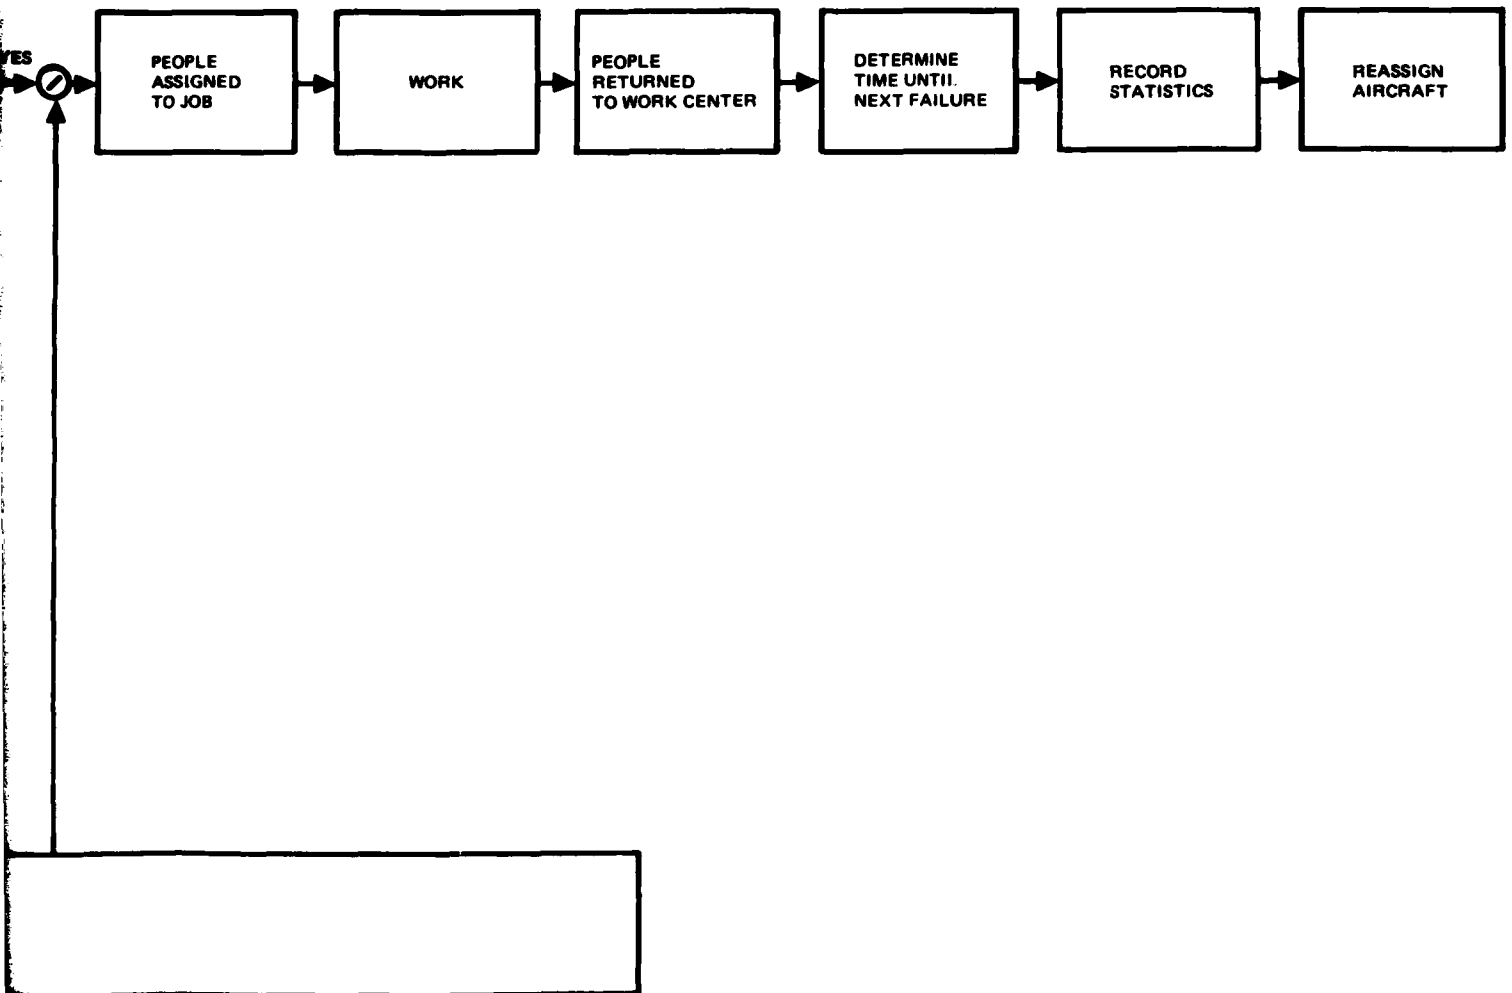 YES
PEOPLE
ASSIGNED
TO JOB
WORK
PEOPLE
RETURNED
TO WORK CENTER
DETERMINE
TIME UNTIL
NEXT FAILURE
RECORD
STATISTICS
REASSIGN
AIRCRAFT